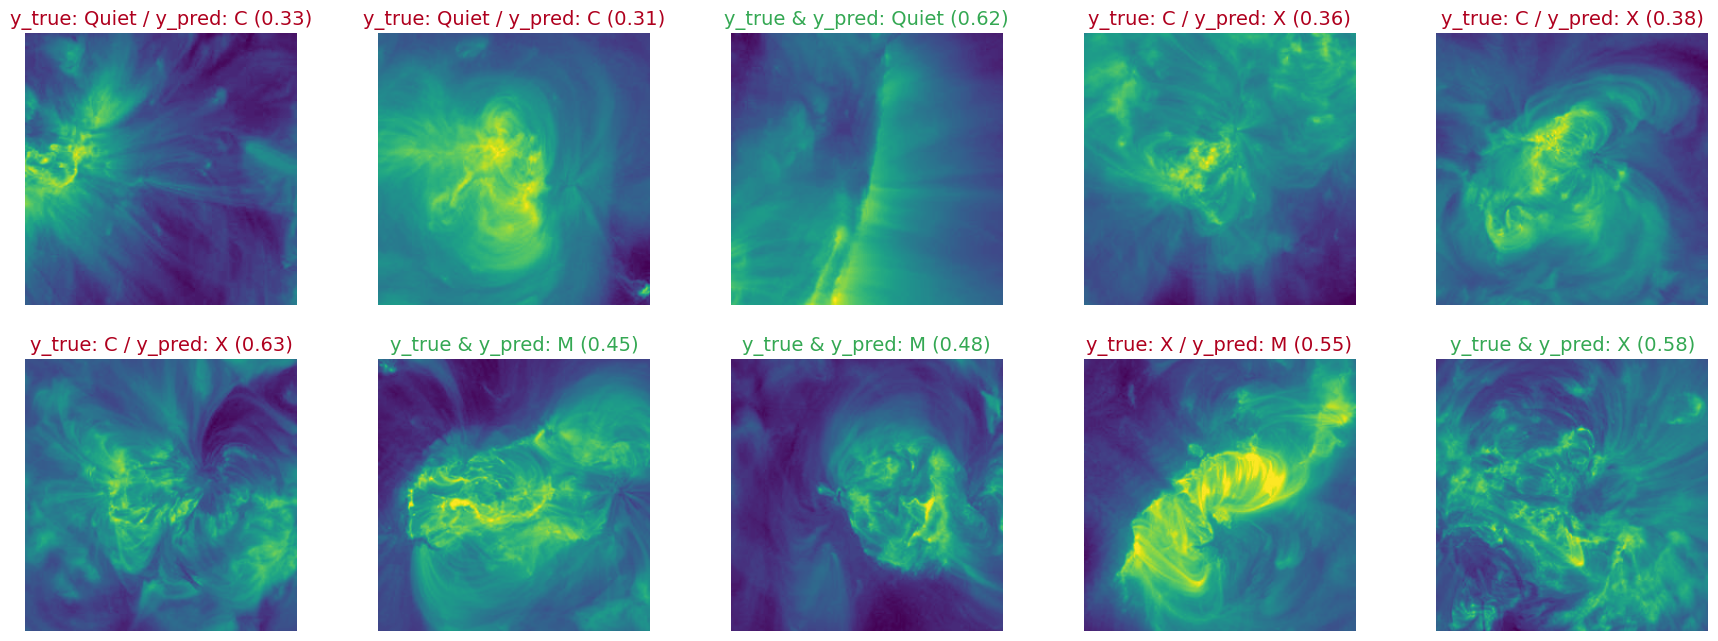 y_true: Quiet / y_pred: C (0.33)
y_true: Quiet / y_pred: C (0.31)
y_true & y_pred: Quiet (0.62)
y_true: C / y_pred: X (0.36)
y_true: C / y_pred: X (0.38)
y_true: C / y_pred: X (0.63)
y_true & y_pred: M (0.45)
y_true & y_pred: M (0.48)
y_true: X / y_pred: M (0.55)
y_true & y_pred: X (0.58)